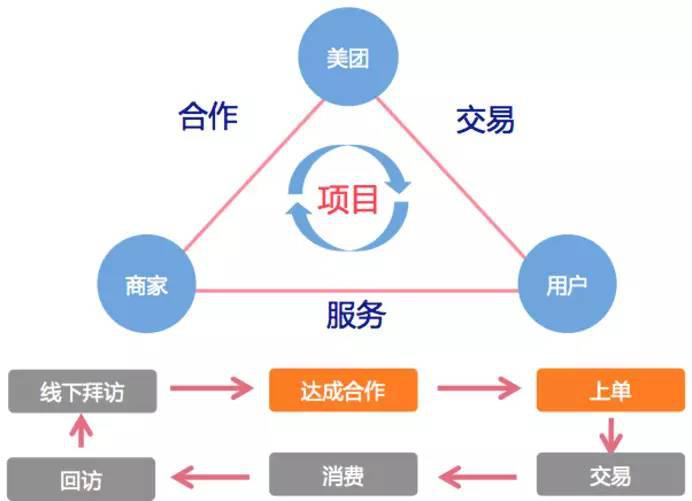 美团
合作
交易
项目
商家
用户
服务
线下拜访
达成合作
上单
回访
消费
交易